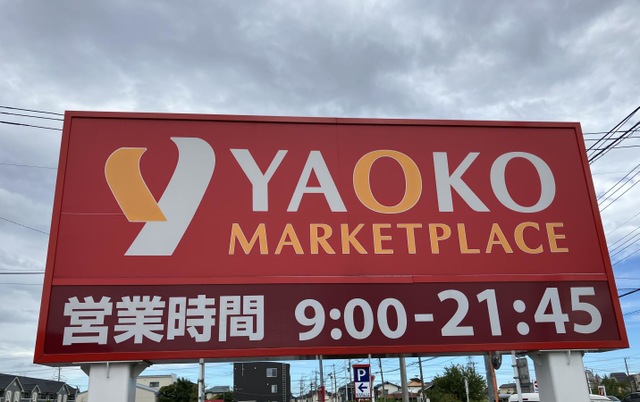 YAOKO
MARKETPLACE
営業時間 9:00-21:45
P